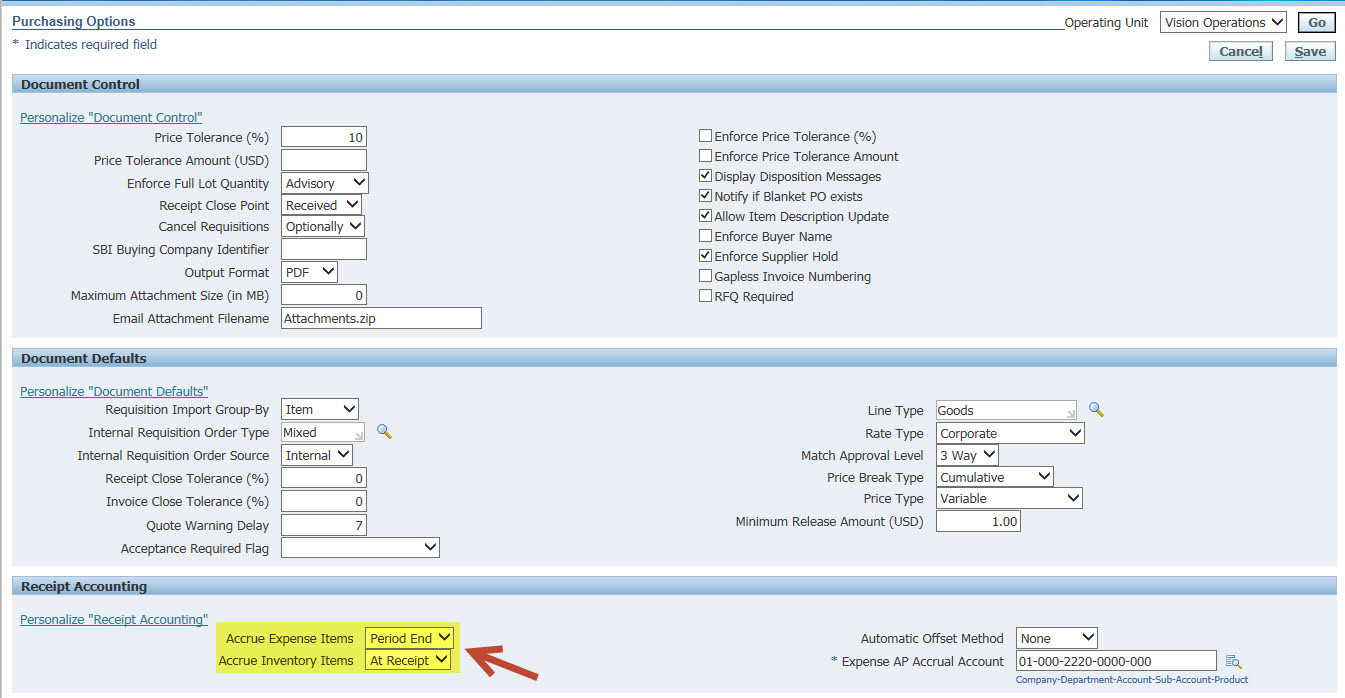 Purchasing Options
Operating Unit Vision Operations Go
* Indicates required field
Cancel Save
Document Control
Personalize "Document Control"
Price Tolerance (%) 10
Price Tolerance Amount (USD)
Enforce Full Lot Quantity Advisory
Receipt Close Point Received
Cancel Requisitions Optionally
SBI Buying Company Identifier
Output Format PDF
Maximum Attachment Size (in MB) 0
Email Attachment Filename Attachments.zip
Enforce Price Tolerance (%)
Enforce Price Tolerance Amount
Display Disposition Messages
Notify if Blanket PO exists
Allow Item Description Update
Enforce Buyer Name
Enforce Supplier Hold
Gapless Invoice Numbering
RFQ Required
Document Defaults
Personalize "Document Defaults"
Requisition Import Group-By Item
Internal Requisition Order Type Mixed
Internal Requisition Order Source Internal
Receipt Close Tolerance (%) 0
Invoice Close Tolerance (%) 0
Quote Warning Delay 7
Acceptance Required Flag
Line Type Goods
Rate Type Corporate
Match Approval Level 3 Way
Price Break Type Cumulative
Price Type Variable
Minimum Release Amount (USD) 1.00
Receipt Accounting
Personalize "Receipt Accounting"
Accrue Expense Items Period End
Accrue Inventory Items At Receipt
Automatic Offset Method None
* Expense AP Accrual Account 01-000-2220-0000-000
Company-Department-Account-Sub-Account-Product